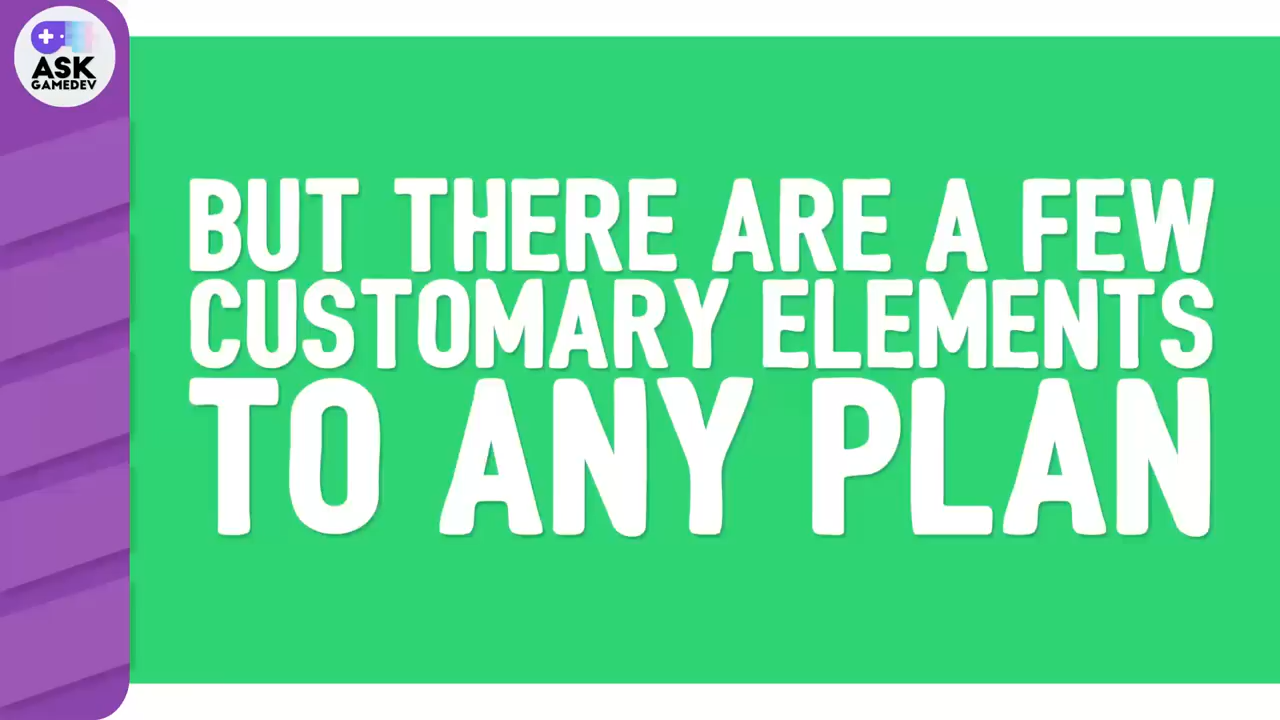 ASK
GAMEDEV
BUT THERE ARE A FEW
CUSTOMARY ELEMENTS
TO ANY PLAN